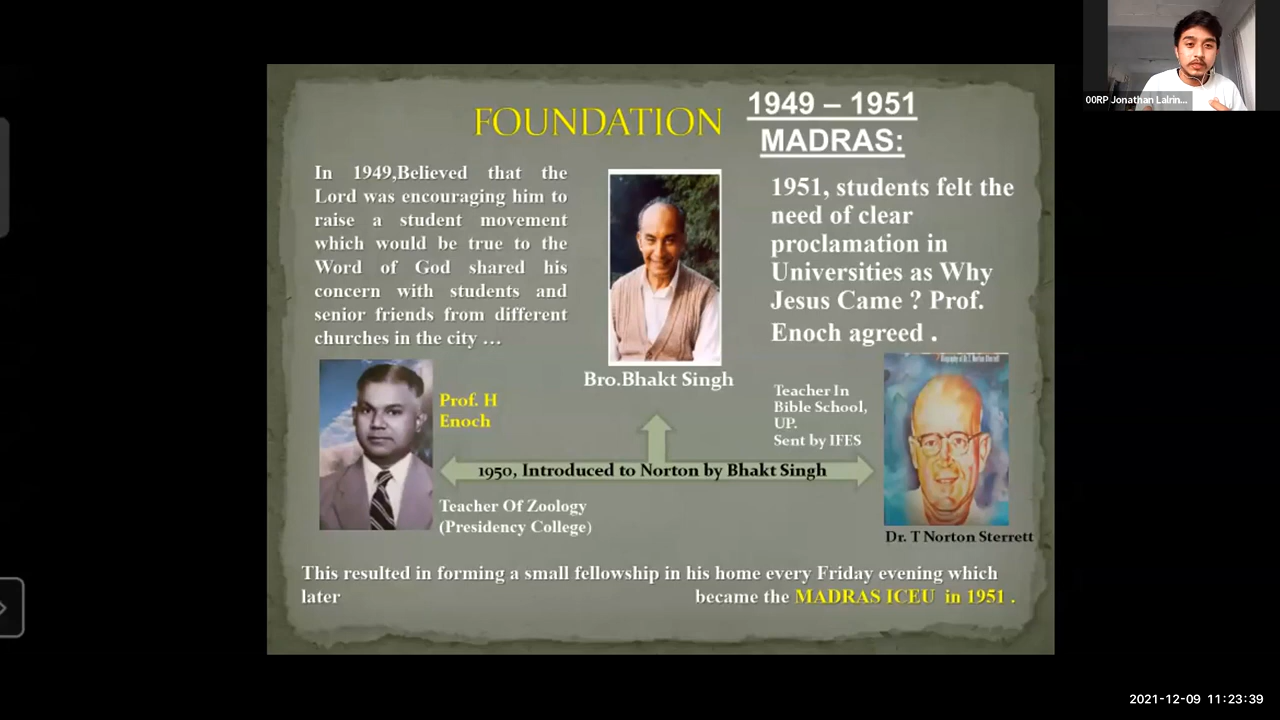 00RP Jonathan Lalrin...
FOUNDATION
1949 – 1951
MADRAS:
In 1949,Believed that the
Lord was encouraging him to
raise a student movement
which would be true to the
Word of God shared his
concern with students and
senior friends from different
churches in the city …
1951, students felt the
need of clear
proclamation in
Universities as Why
Jesus Came ? Prof.
Enoch agreed .
Bro.Bhakt Singh
Prof. H
Enoch
Teacher In
Bible School,
UP.
Sent by IFES
Biography of Dr. T. Norton Sterrett
1950, Introduced to Norton by Bhakt Singh
Teacher Of Zoology
(Presidency College)
Dr. T Norton Sterrett
This resulted in forming a small fellowship in his home every Friday evening which
later became the MADRAS ICEU in 1951 .
2021-12-09 11:23:39